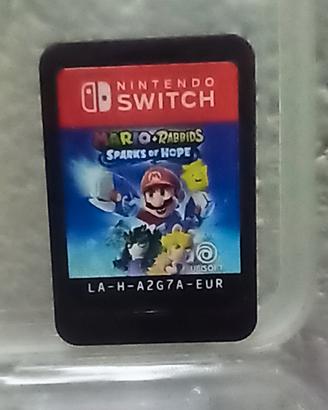 NINTENDO
SWITCH
MARIO+RABBIDS
SPARKS OF HOPE
UBISOFT
LA-H-A2G7A-EUR